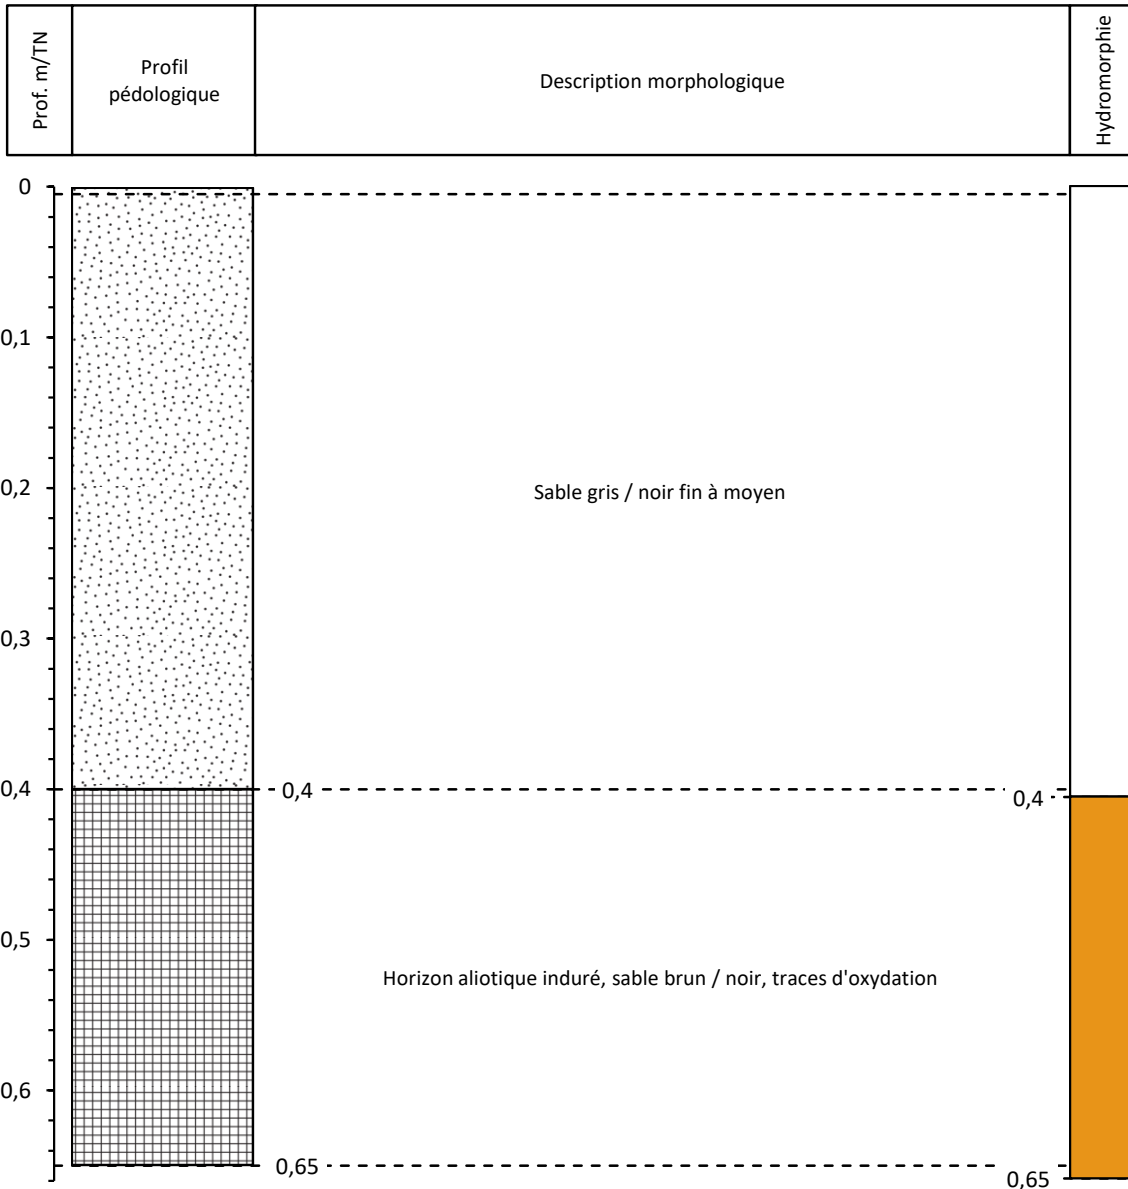 Prof. m/TN
Profil
pédologique
Description morphologique
Hydromorphie
0
0,1
0,2
Sable gris / noir fin à moyen
0,3
0,4
0,4
0,4
0,5
Horizon aliotique induré, sable brun / noir, traces d'oxydation
0,6
0,65
0,65